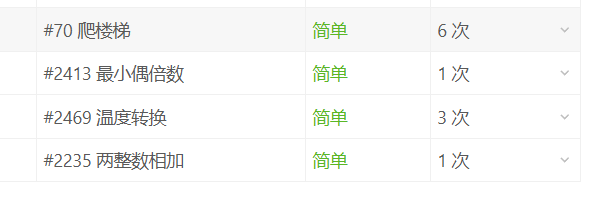 #70 爬楼梯 简单 6 次
#2413 最小偶倍数 简单 1 次
#2469 温度转换 简单 3 次
#2235 两整数相加 简单 1 次